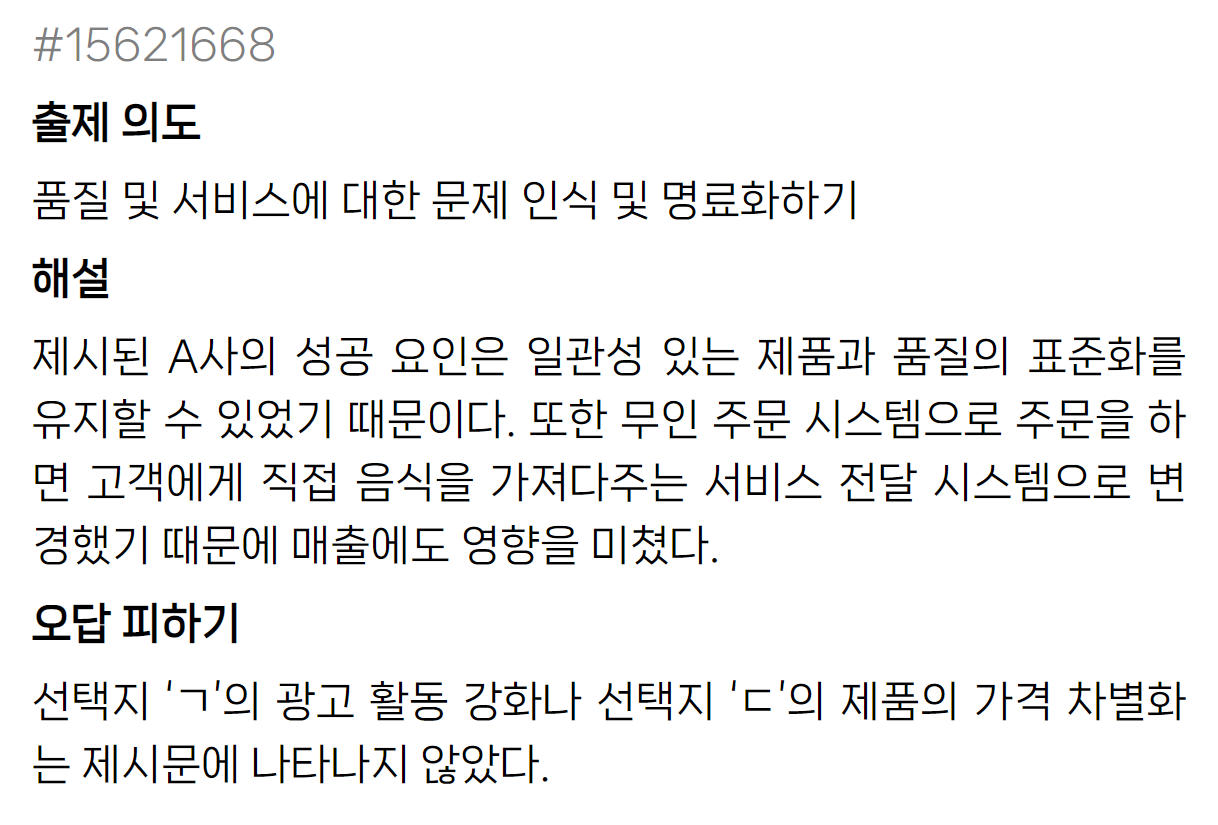 #15621668
출제 의도
품질 및 서비스에 대한 문제 인식 및 명료화하기
해설
제시된 A사의 성공 요인은 일관성 있는 제품과 품질의 표준화를
유지할 수 있었기 때문이다. 또한 무인 주문 시스템으로 주문을 하
면 고객에게 직접 음식을 가져다주는 서비스 전달 시스템으로 변
경했기 때문에 매출에도 영향을 미쳤다.
오답 피하기
선택지 'ㄱ'의 광고 활동 강화나 선택지 'ㄷ'의 제품의 가격 차별화
는 제시문에 나타나지 않았다.